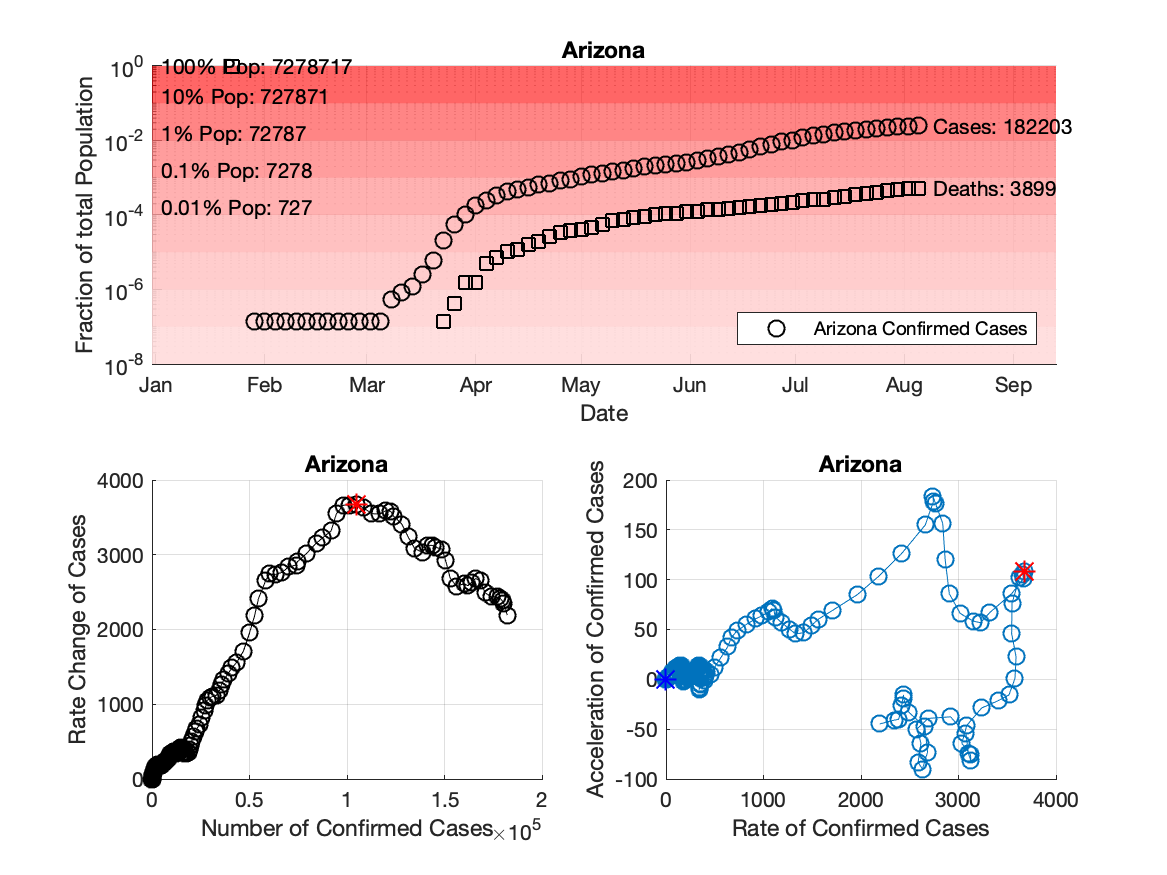 Arizona
10^0
10^-2
10^-4
10^-6
10^-8
Fraction of total Population
100% Pop: 7278717
10% Pop: 727871
1% Pop: 72787
0.1% Pop: 7278
0.01% Pop: 727
Cases: 182203
Deaths: 3899
Arizona Confirmed Cases
Jan Feb Mar Apr May Jun Jul Aug Sep
Date
Arizona
4000
3000
2000
1000
0
Rate Change of Cases
0 0.5 1 1.5 2
Number of Confirmed Cases ×10^5
Arizona
200
150
100
50
0
-50
-100
Acceleration of Confirmed Cases
0 1000 2000 3000 4000
Rate of Confirmed Cases